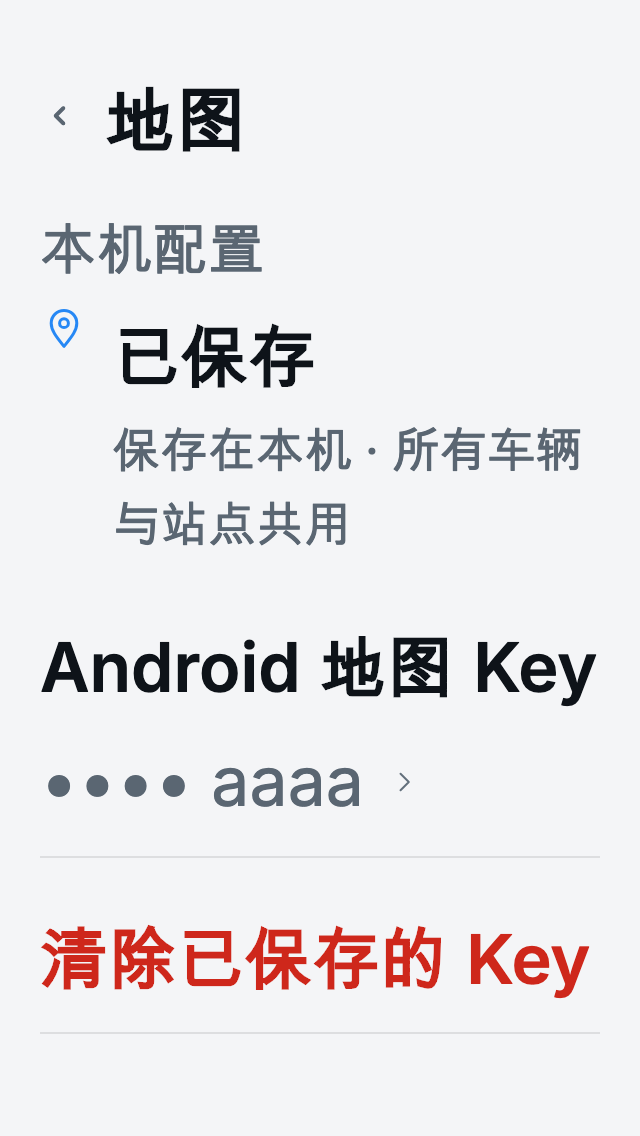 地图
本机配置
已保存
保存在本机 · 所有车辆
与站点共用
Android 地图 Key
•••• aaaa
清除已保存的 Key